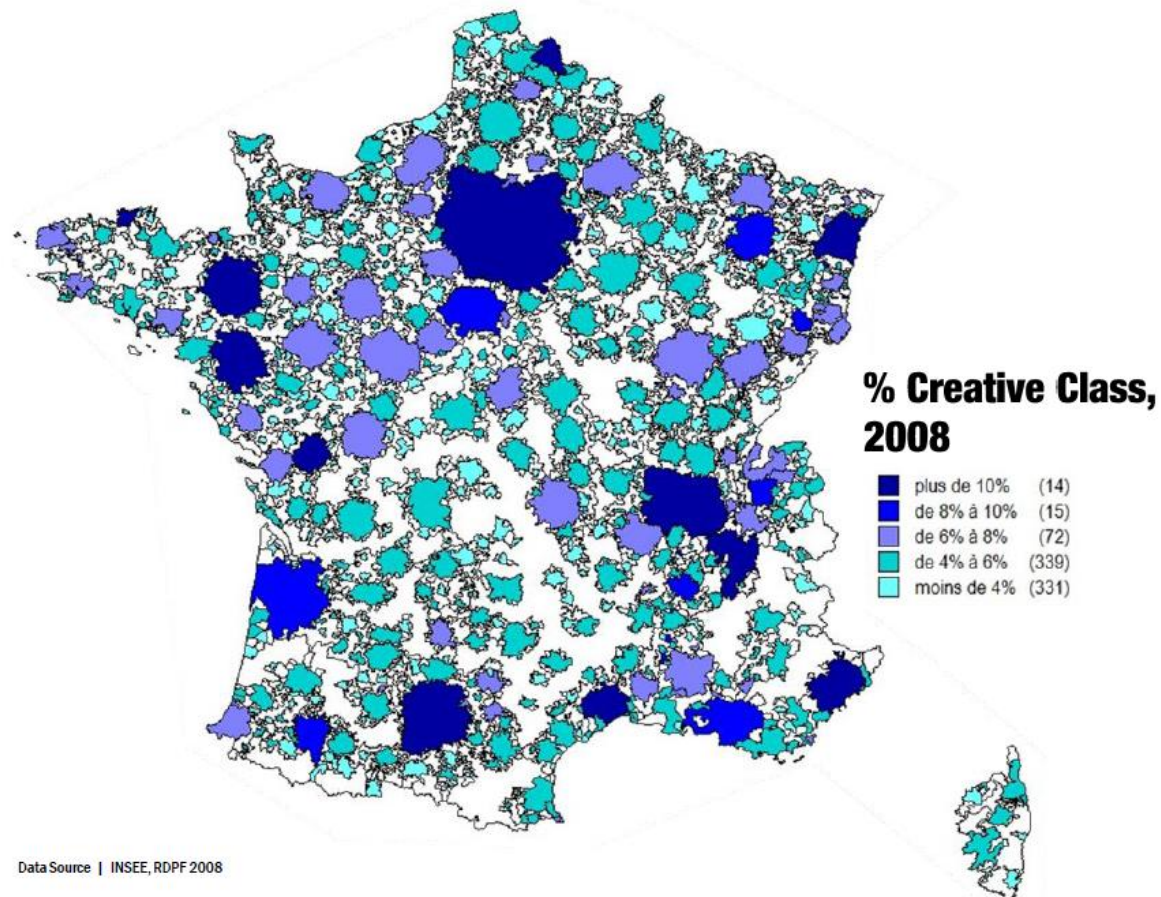 % Creative Class,
2008
plus de 10% (14)
de 8% à 10% (15)
de 6% à 8% (72)
de 4% à 6% (339)
moins de 4% (331)
Data Source | INSEE, RDPF 2008